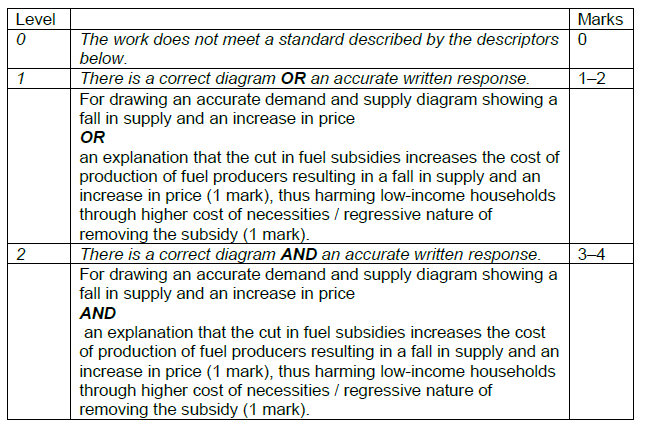 Level Marks
0 The work does not meet a standard described by the descriptors 0
below.
1 There is a correct diagram OR an accurate written response. 1–2
For drawing an accurate demand and supply diagram showing a
fall in supply and an increase in price
OR
an explanation that the cut in fuel subsidies increases the cost of
production of fuel producers resulting in a fall in supply and an
increase in price (1 mark), thus harming low-income households
through higher cost of necessities / regressive nature of
removing the subsidy (1 mark).
2 There is a correct diagram AND an accurate written response. 3–4
For drawing an accurate demand and supply diagram showing a
fall in supply and an increase in price
AND
an explanation that the cut in fuel subsidies increases the cost
of production of fuel producers resulting in a fall in supply and an
increase in price (1 mark), thus harming low-income households
through higher cost of necessities / regressive nature of
removing the subsidy (1 mark).